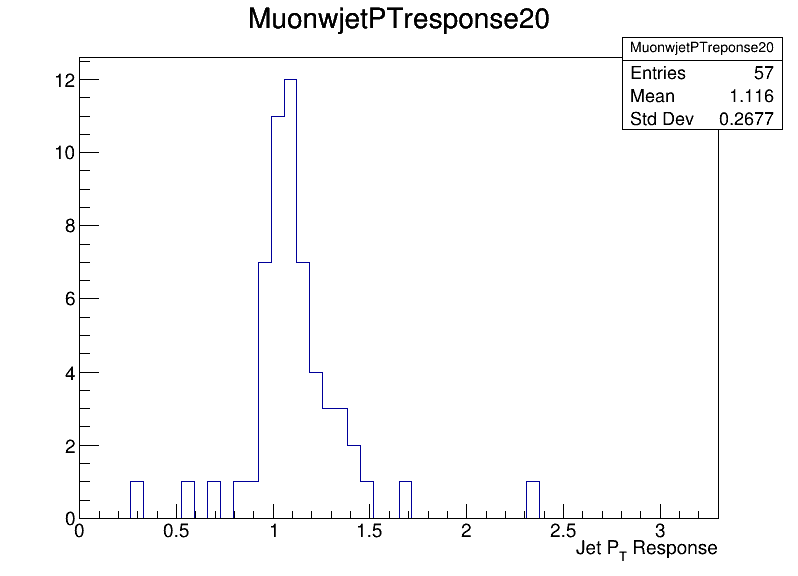 MuonwjetPTresponse20
MuonwjetPTreponse20
Entries 57
Mean 1.116
Std Dev 0.2677
12
10
8
6
4
2
0
0 0.5 1 1.5 2 2.5 3
Jet P_T Response